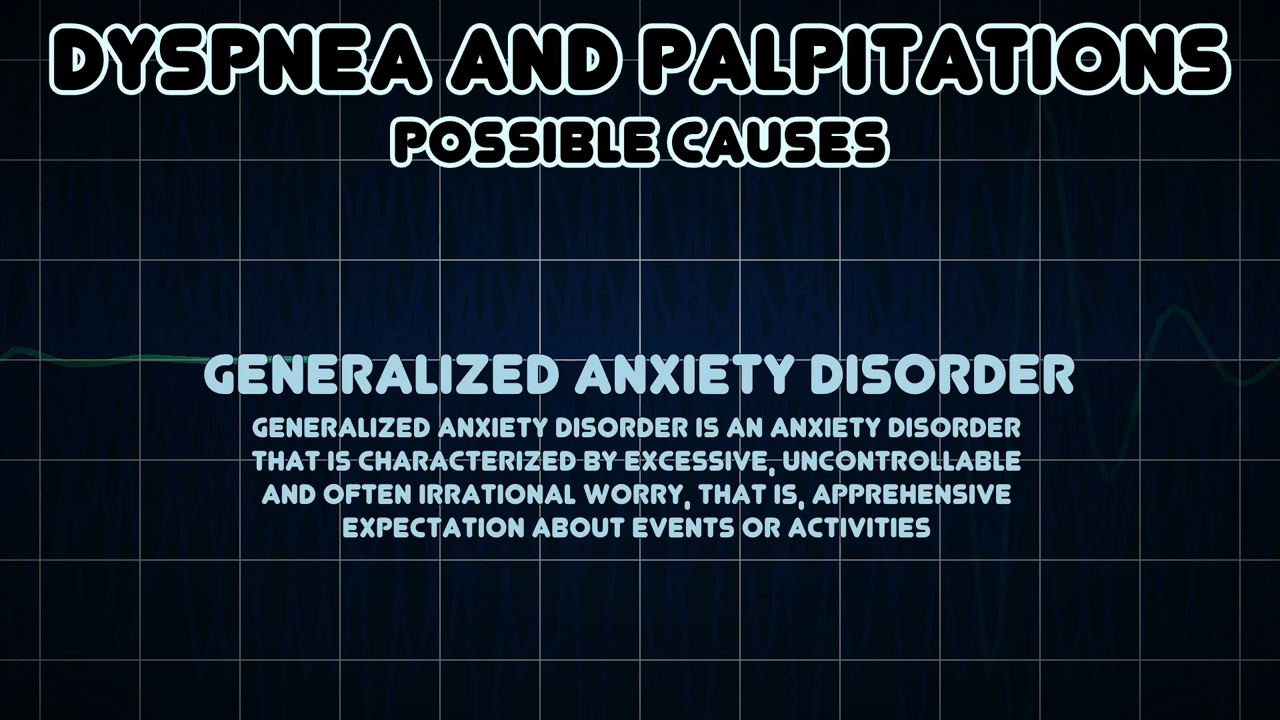 DYSPNEA AND PALPITATIONS
POSSIBLE CAUSES
GENERALIZED ANXIETY DISORDER
GENERALIZED ANXIETY DISORDER IS AN ANXIETY DISORDER
THAT IS CHARACTERIZED BY EXCESSIVE, UNCONTROLLABLE
AND OFTEN IRRATIONAL WORRY, THAT IS, APPREHENSIVE
EXPECTATION ABOUT EVENTS OR ACTIVITIES